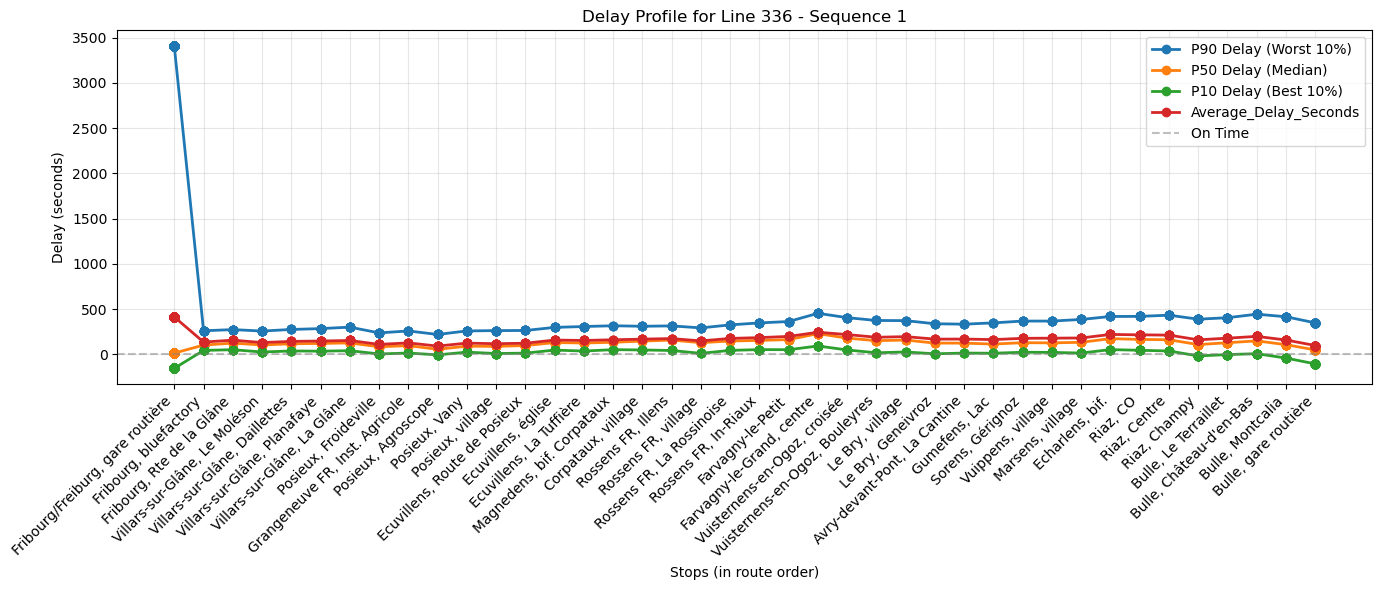 Delay Profile for Line 336 - Sequence 1
3500
3000
2500
2000
1500
1000
500
0
Delay (seconds)
P90 Delay (Worst 10%)
P50 Delay (Median)
P10 Delay (Best 10%)
Average_Delay_Seconds
On Time
Fribourg/Freiburg, gare routière
Fribourg, bluefactory
Fribourg, Rte de la Glâne
Villars-sur-Glâne, Le Moléson
Villars-sur-Glâne, Daillettes
Villars-sur-Glâne, Planafaye
Villars-sur-Glâne, La Glâne
Posieux, Froideville
Grangeneuve FR, Inst. Agricole
Posieux, Agroscope
Posieux, Vany
Posieux, village
Ecuvillens, Route de Posieux
Ecuvillens, église
Ecuvillens, La Tuffière
Magnedens, bif. Corpataux
Corpataux, village
Rossens FR, Illens
Rossens FR, village
Rossens FR, La Rossinoise
Rossens FR, In-Riaux
Farvagny-le-Petit
Farvagny-le-Grand, centre
Vuisternens-en-Ogoz, croisée
Vuisternens-en-Ogoz, Bouleyres
Le Bry, village
Le Bry, Geneivroz
Avry-devant-Pont, La Cantine
Gumefens, Lac
Sorens, Gérignoz
Vuippens, village
Marsens, village
Echarlens, bif.
Riaz, CO
Riaz, Centre
Riaz, Champy
Bulle, Le Terraillet
Bulle, Château-d'en-Bas
Bulle, Montcalia
Bulle, gare routière
Stops (in route order)